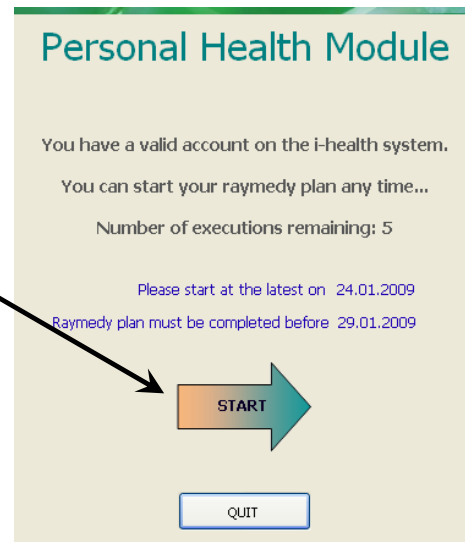 Personal Health Module
You have a valid account on the i-health system.
You can start your raymedy plan any time...
Number of executions remaining: 5
Please start at the latest on 24.01.2009
Raymedy plan must be completed before 29.01.2009
START
QUIT